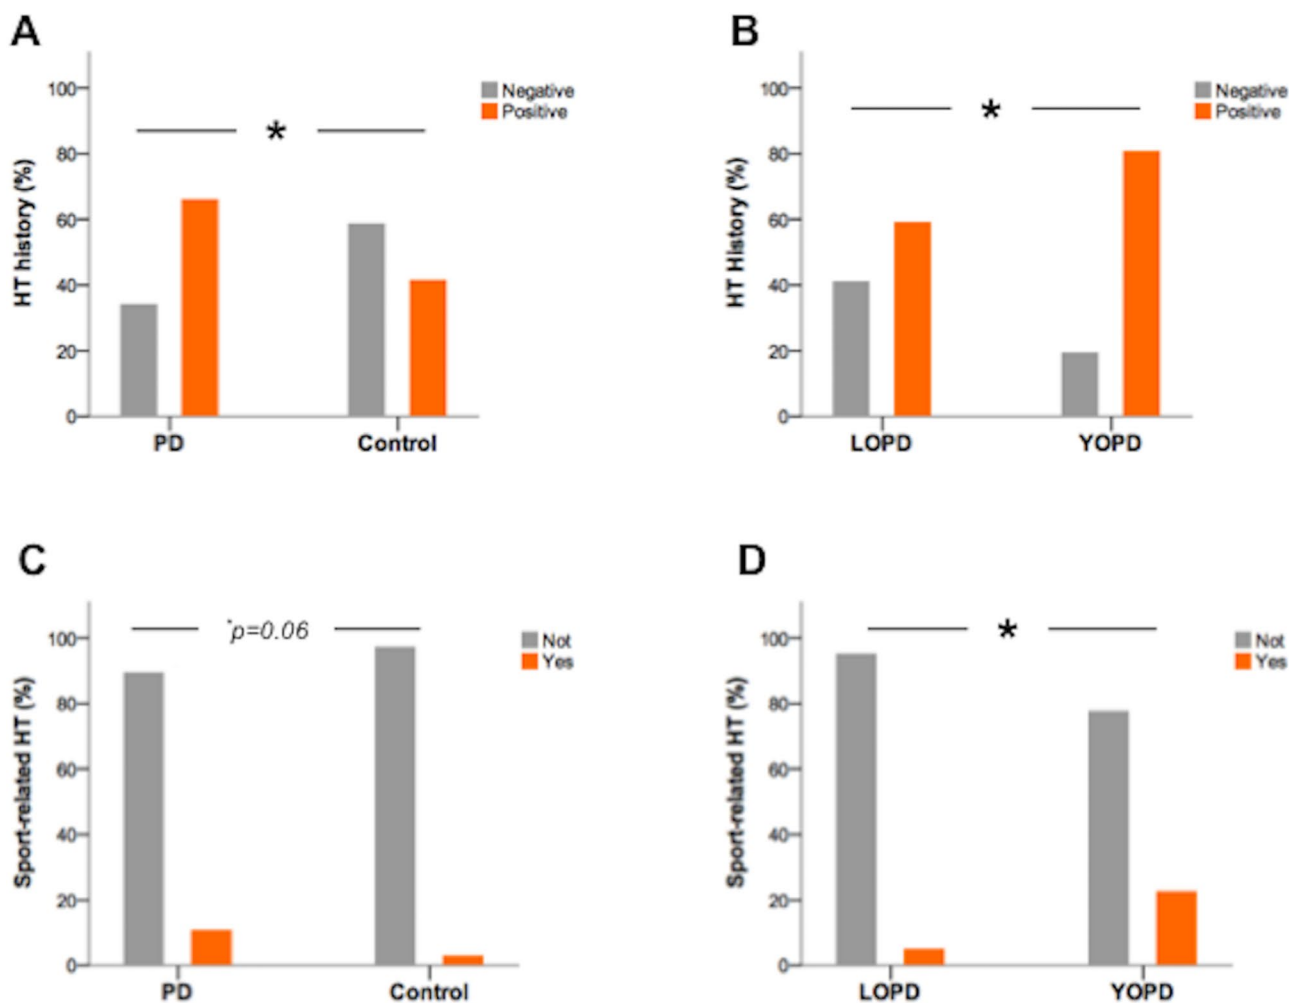 A
HT history (%)
100
80
60
40
20
0
*
Negative
Positive
PD
Control
B
HT History (%)
100
80
60
40
20
0
*
Negative
Positive
LOPD
YOPD
C
Sport-related HT (%)
100
80
60
40
20
0
*p=0.06
Not
Yes
PD
Control
D
Sport-related HT (%)
100
80
60
40
20
0
*
Not
Yes
LOPD
YOPD